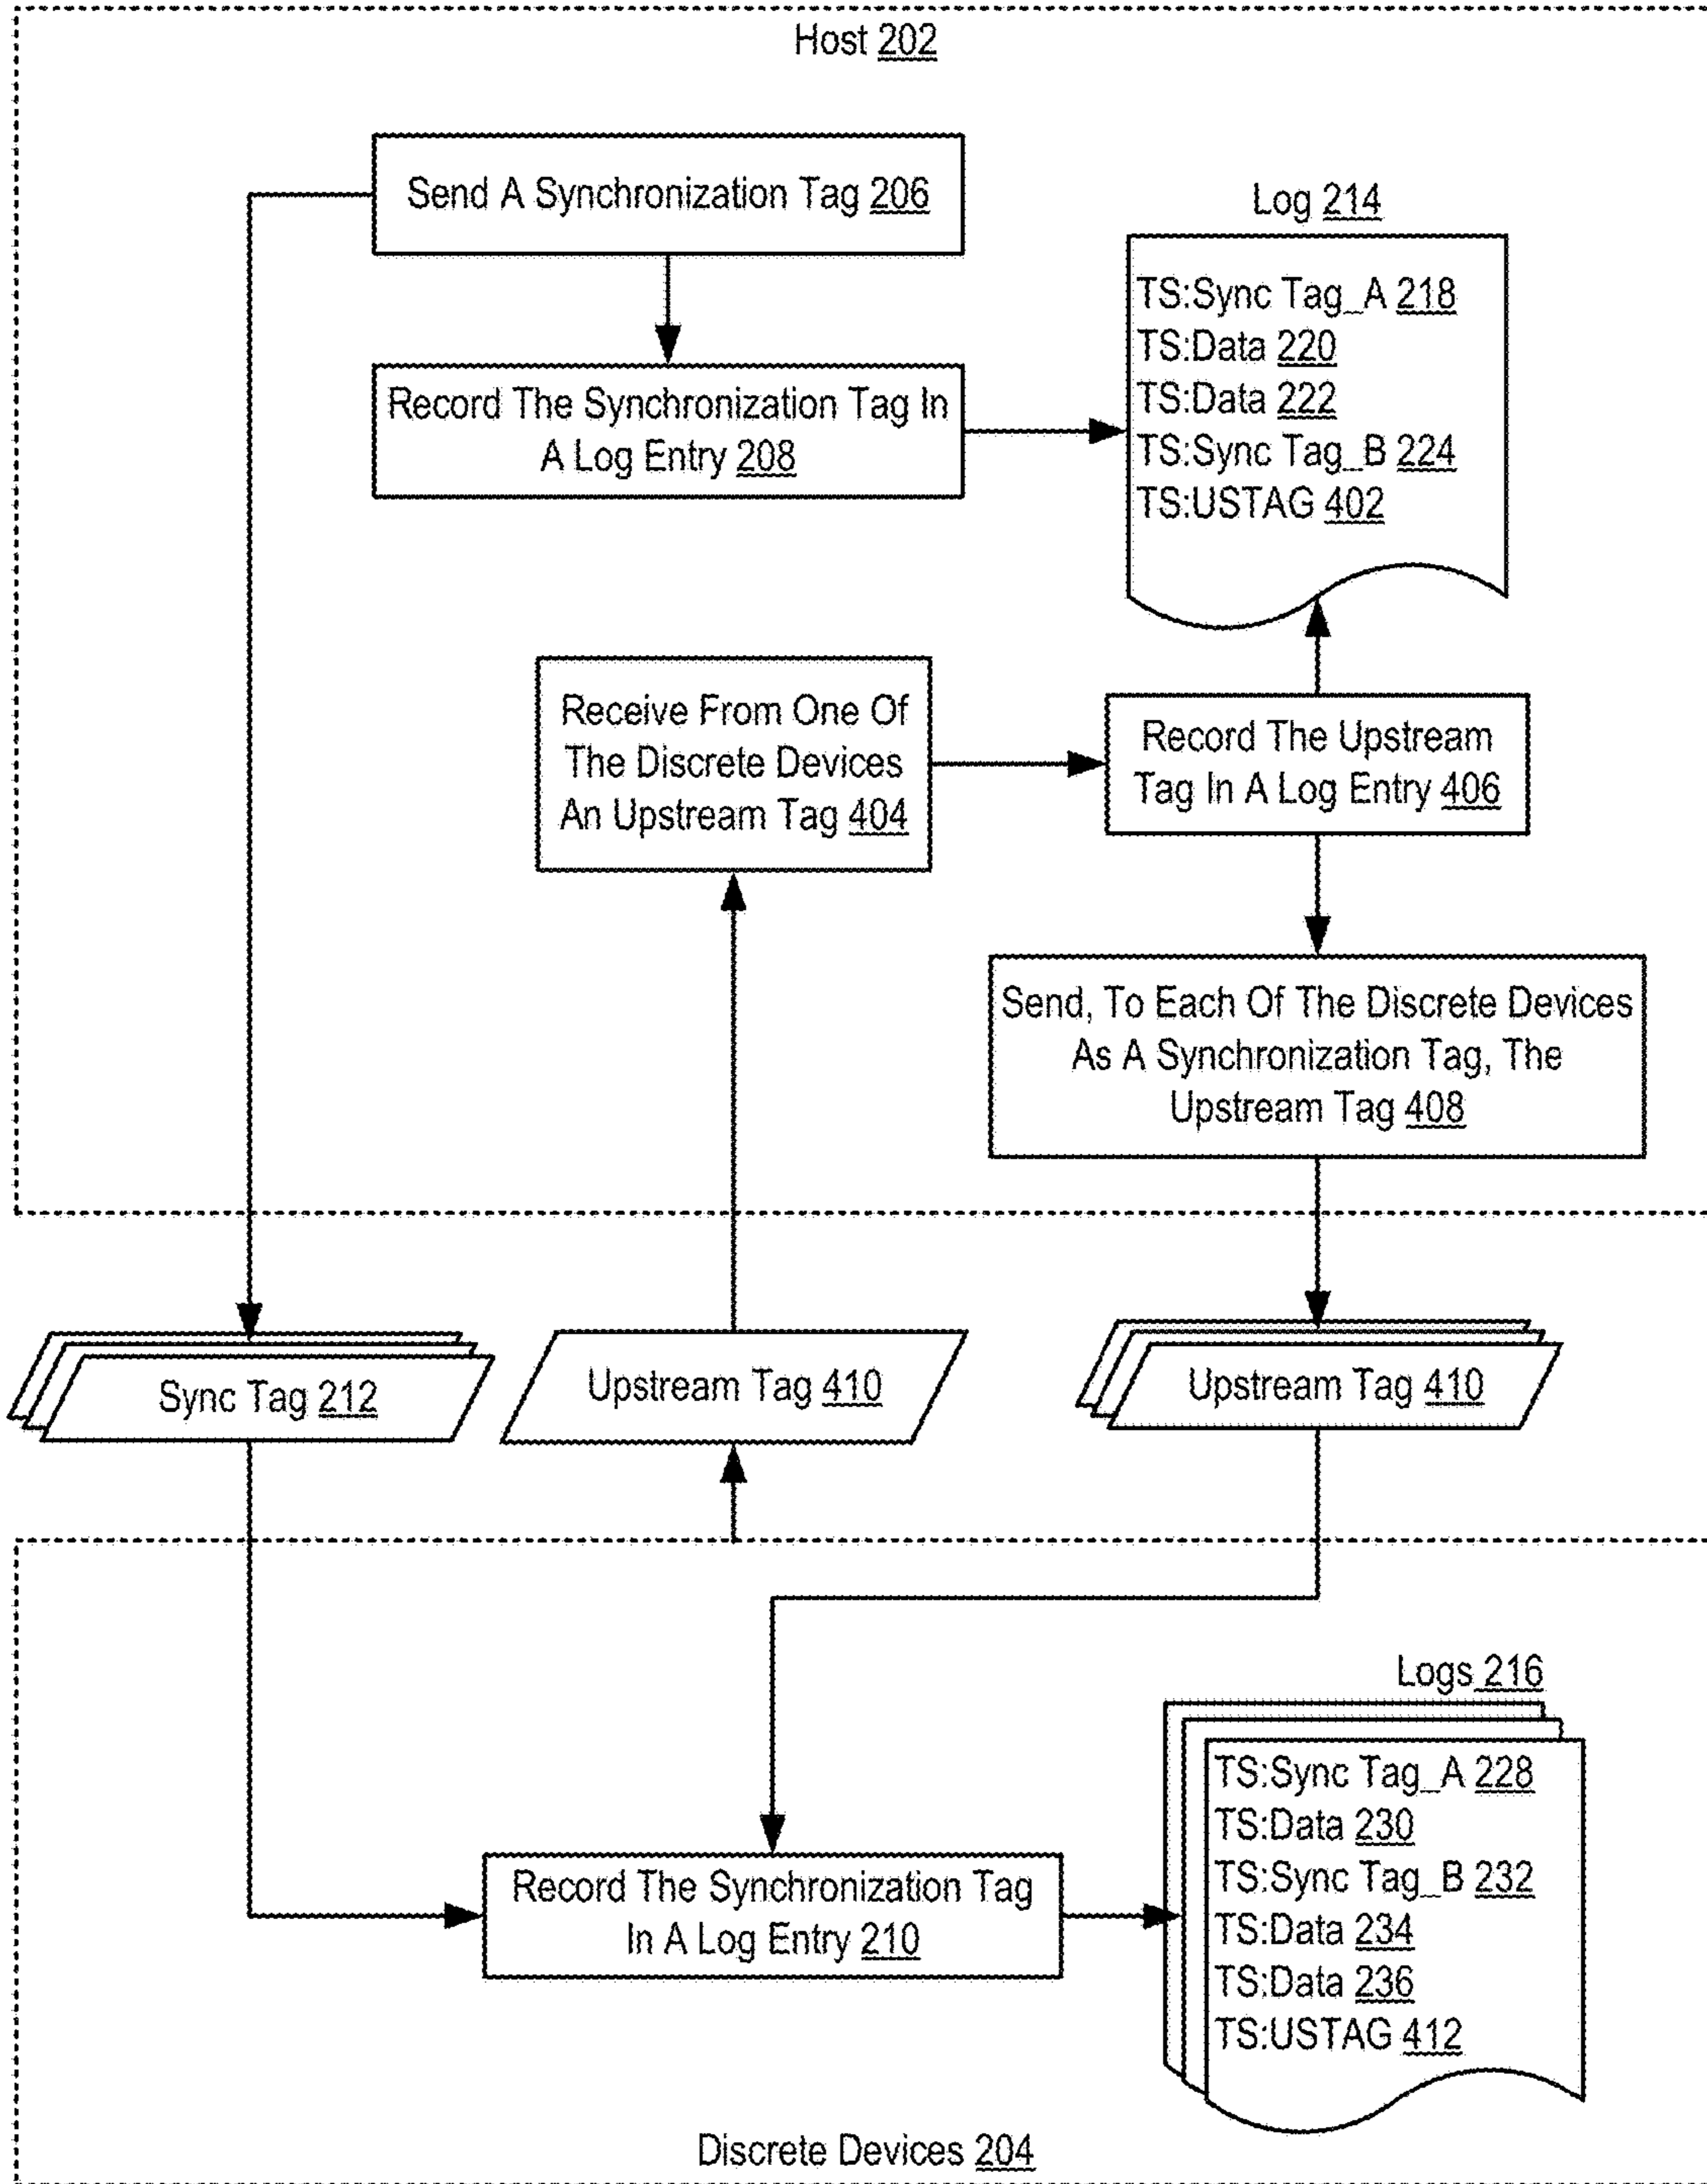 Host 202
Send A Synchronization Tag 206
Log 214
TS:Sync Tag_A 218
TS:Data 220
TS:Data 222
TS:Sync Tag_B 224
TS:USTAG 402
Record The Synchronization Tag In
A Log Entry 208
Receive From One Of
The Discrete Devices
An Upstream Tag 404
Record The Upstream
Tag In A Log Entry 406
Send, To Each Of The Discrete Devices
As A Synchronization Tag, The
Upstream Tag 408
Sync Tag 212
Upstream Tag 410
Upstream Tag 410
Logs 216
TS:Sync Tag_A 228
TS:Data 230
TS:Sync Tag_B 232
TS:Data 234
TS:Data 236
TS:USTAG 412
Record The Synchronization Tag
In A Log Entry 210
Discrete Devices 204